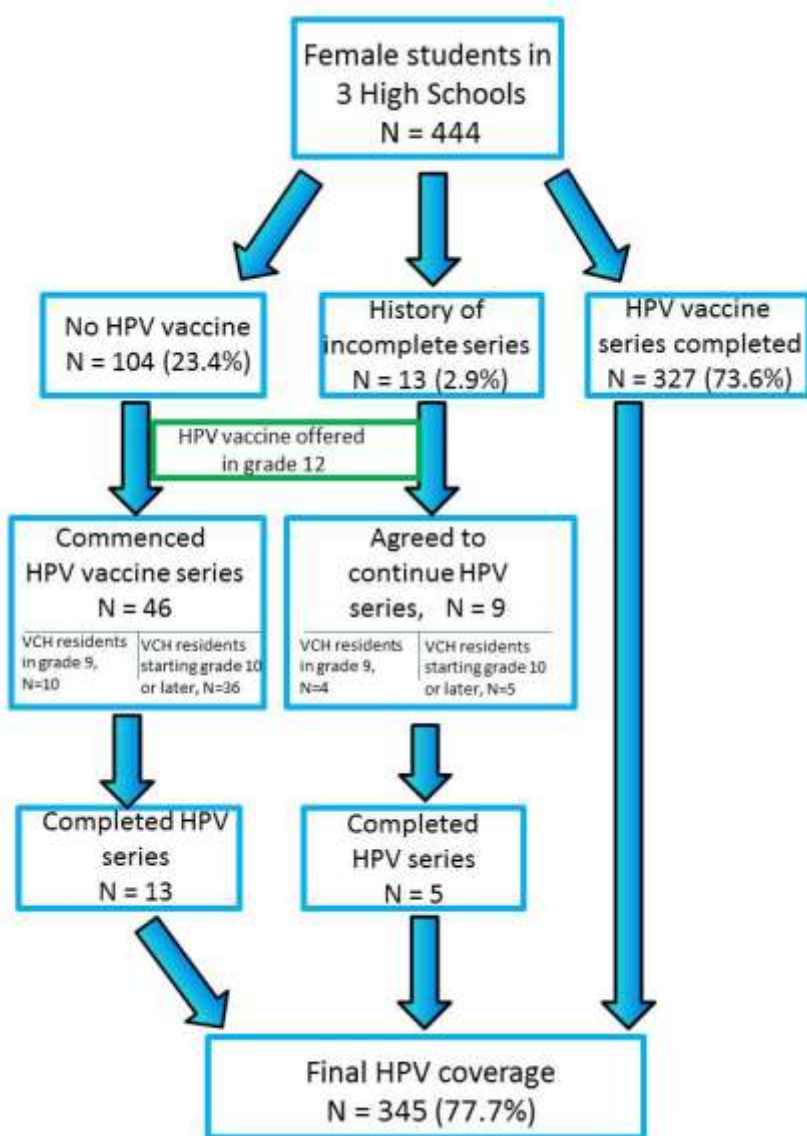 Female students in
3 High Schools
N = 444
No HPV vaccine
N = 104 (23.4%)
History of
incomplete series
N = 13 (2.9%)
HPV vaccine
series completed
N = 327 (73.6%)
HPV vaccine offered
in grade 12
Commenced
HPV vaccine series
N = 46
VCH residents
in grade 9,
N=10
VCH residents
starting grade 10
or later, N=36
Agreed to
continue HPV
series, N = 9
VCH residents
in grade 9,
N=4
VCH residents
starting grade 10
or later, N=5
Completed HPV
series
N = 13
Completed
HPV series
N = 5
Final HPV coverage
N = 345 (77.7%)